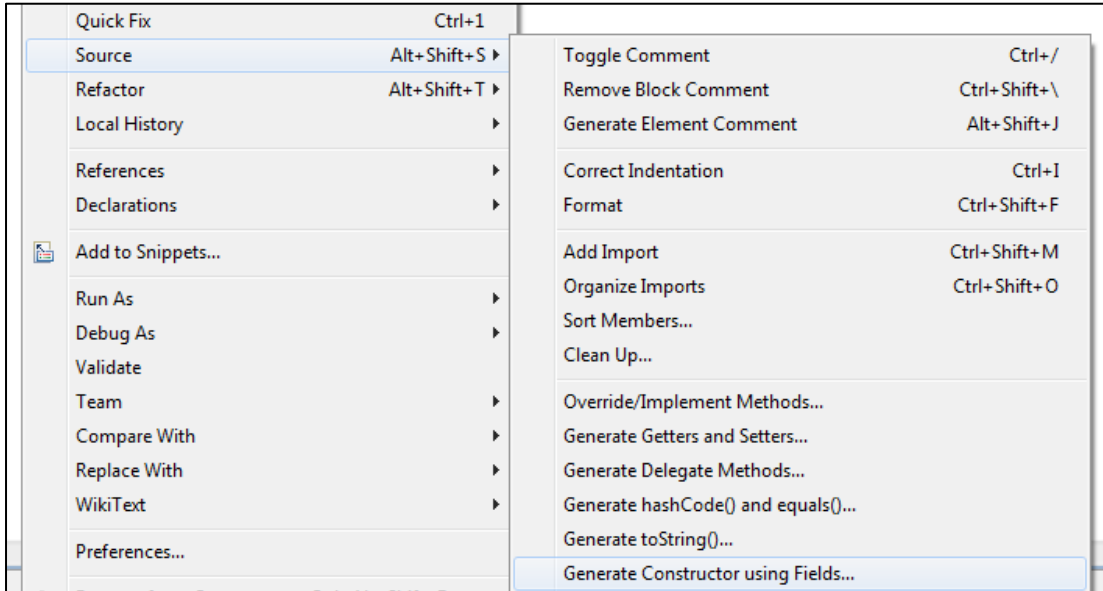 Quick Fix Ctrl+1
Source Alt+Shift+S
Refactor Alt+Shift+T
Local History
References
Declarations
Add to Snippets...
Run As
Debug As
Validate
Team
Compare With
Replace With
WikiText
Preferences...
Toggle Comment Ctrl+/
Remove Block Comment Ctrl+Shift+\
Generate Element Comment Alt+Shift+J
Correct Indentation Ctrl+I
Format Ctrl+Shift+F
Add Import Ctrl+Shift+M
Organize Imports Ctrl+Shift+O
Sort Members...
Clean Up...
Override/Implement Methods...
Generate Getters and Setters...
Generate Delegate Methods...
Generate hashCode() and equals()...
Generate toString()...
Generate Constructor using Fields...